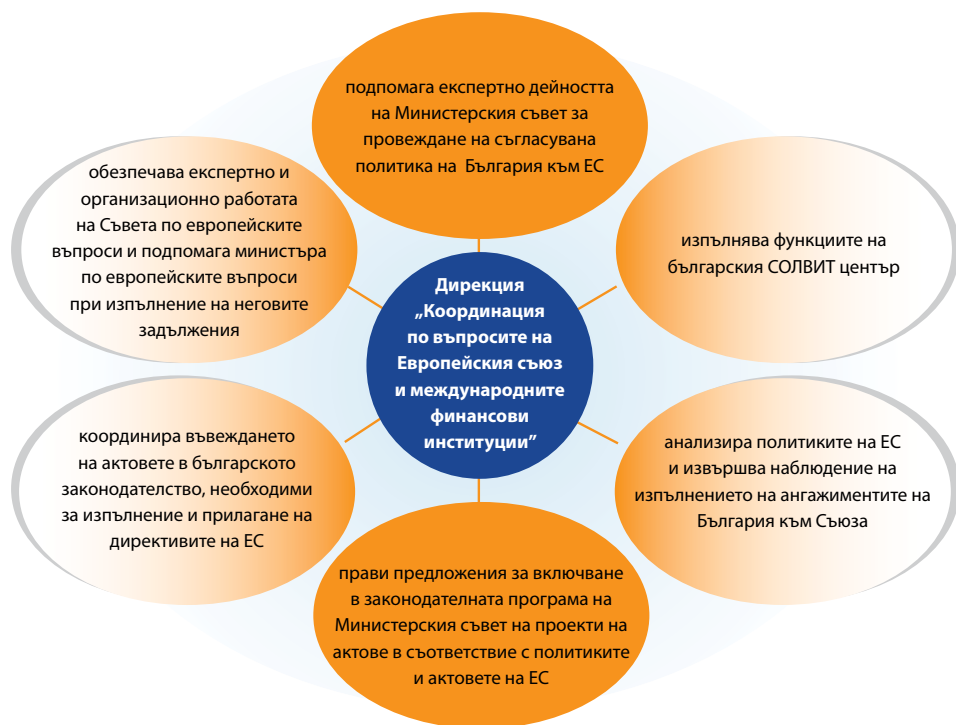 подпомага експертно дейността
на Министерския съвет за
провеждане на съгласувана
политика на България към ЕС
обезпечава експертно и
организационно работата
на Съвета по европейските
въпроси и подпомага министъра
по европейските въпроси
при изпълнение на неговите
задължения
изпълнява функциите на
българския СОЛВИТ център
Дирекция
„Координация
по въпросите на
Европейския съюз
и международните
финансови
институции”
координира въвеждането
на актовете в българското
законодателство, необходими
за изпълнение и прилагане на
директивите на ЕС
анализира политиките на ЕС
и извършва наблюдение на
изпълнението на ангажиментите на
България към Съюза
прави предложения за включване
в законодателната програма на
Министерския съвет на проекти на
актове в съответствие с политиките
и актовете на ЕС